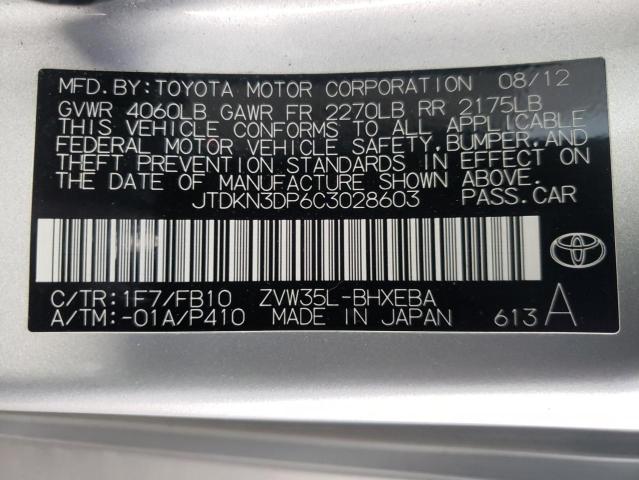 MFD. BY: TOYOTA MOTOR CORPORATION 08/12
GVWR 4060LB GAWR FR 2270LB RR 2175LB
THIS VEHICLE CONFORMS TO ALL APPLICABLE
FEDERAL MOTOR VEHICLE SAFETY, BUMPER, AND
THEFT PREVENTION STANDARDS IN EFFECT ON
THE DATE OF MANUFACTURE SHOWN ABOVE.
JTDKN3DP6C3028603 PASS.CAR
C/TR:1F7/FB10 ZVW35L-BHXEBA
A/TM:-01A/P410 MADE IN JAPAN 613 A
TOYOTA